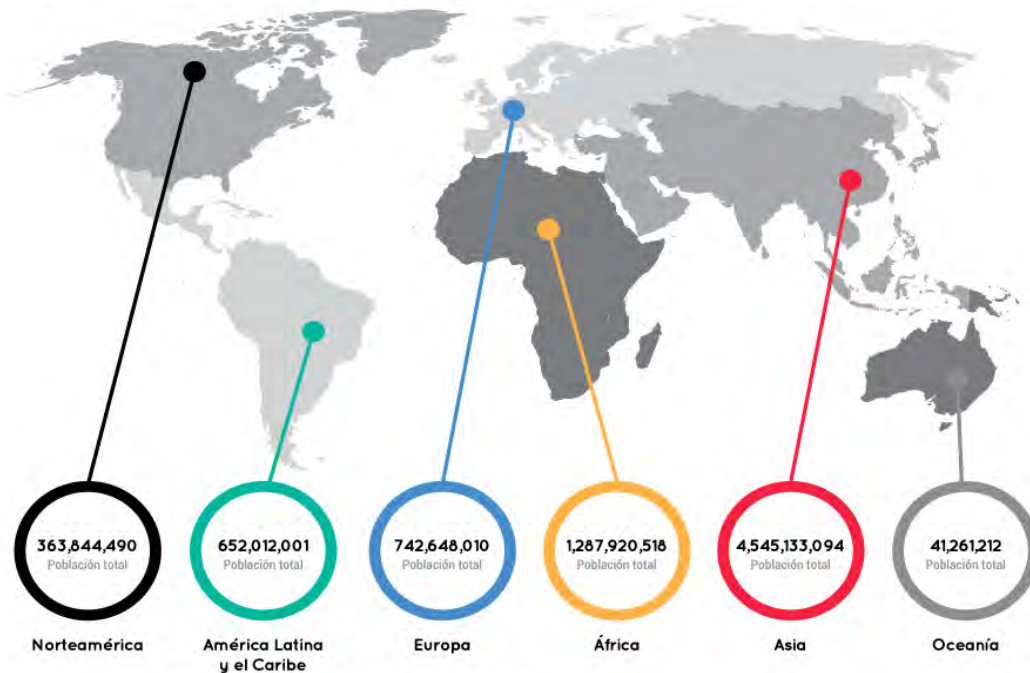 363,844,490
Población total
Norteamérica
652,012,001
Población total
América Latina
y el Caribe
742,648,010
Población total
Europa
1,287,920,518
Población total
África
4,545,133,094
Población total
Asia
41,261,212
Población total
Oceanía